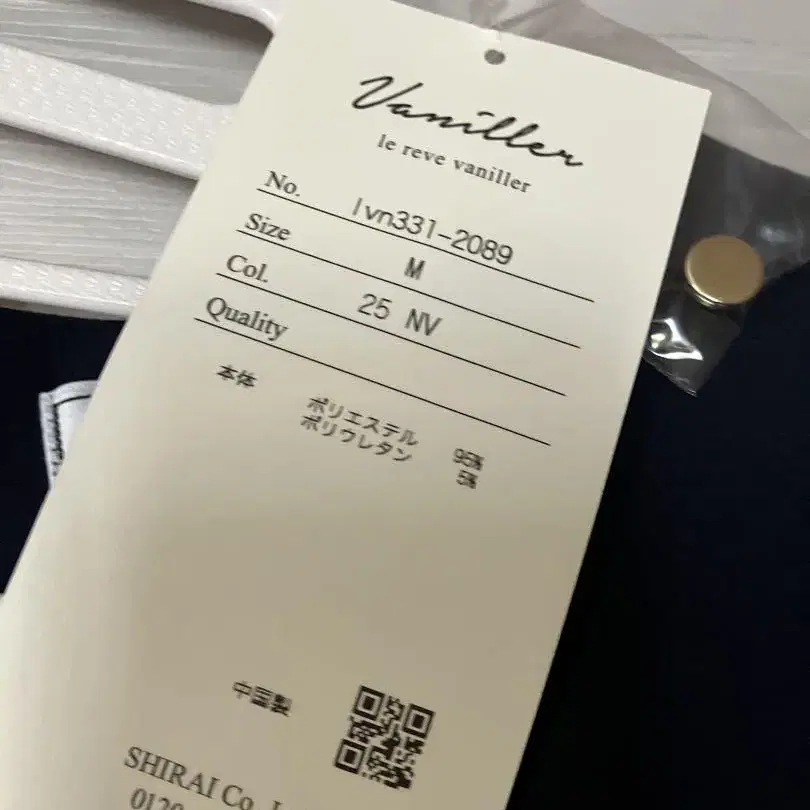 Vaniller
le reve vaniller
No. lvn331-2089
Size M
Col. 25 NV
Quality
本体 ポリエステル 95%
ポリウレタン 5%
中国製
SHIRAI Co.
0120